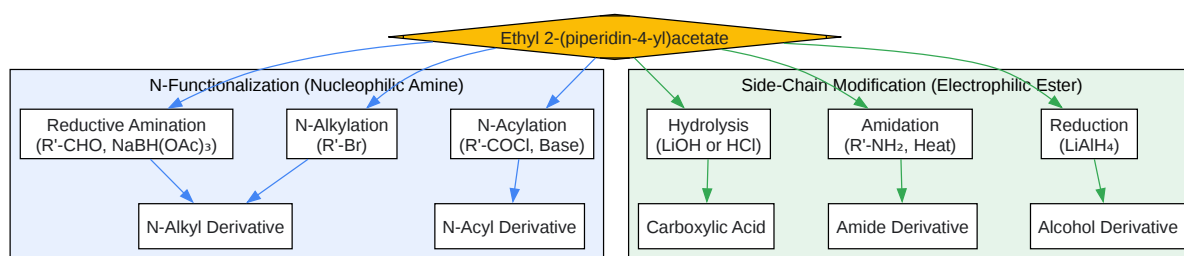 Ethyl 2-(piperidin-4-yl)acetate
N-Functionalization (Nucleophilic Amine)
Side-Chain Modification (Electrophilic Ester)
Reductive Amination
(R'-CHO, NaBH(OAc)₃)
N-Alkylation
(R'-Br)
N-Acylation
(R'-COCl, Base)
Hydrolysis
(LiOH or HCl)
Amidation
(R'-NH₂, Heat)
Reduction
(LiAlH₄)
N-Alkyl Derivative
N-Acyl Derivative
Carboxylic Acid
Amide Derivative
Alcohol Derivative